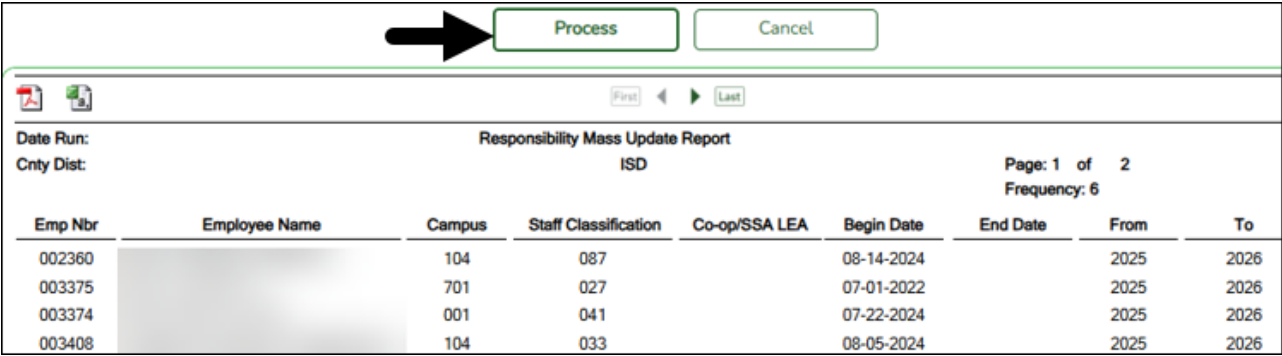 Process Cancel
First Last
Date Run: Responsibility Mass Update Report
Cnty Dist: ISD Page: 1 of 2
Frequency: 6
Emp Nbr Employee Name Campus Staff Classification Co-op/SSA LEA Begin Date End Date From To
002360 104 087 08-14-2024 2025 2026
003375 701 027 07-01-2022 2025 2026
003374 001 041 07-22-2024 2025 2026
003408 104 033 08-05-2024 2025 2026